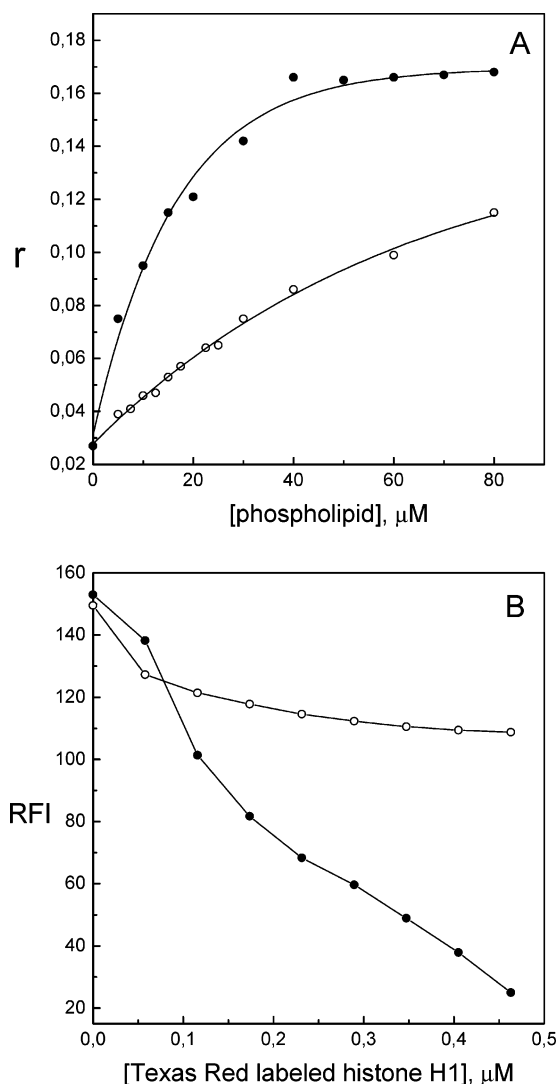 A
0,18
0,16
0,14
0,12
0,10
0,08
0,06
0,04
0,02
r
0 20 40 60 80
[phospholipid], μM
B
160
140
120
100
80
60
40
20
RFI
0,0 0,1 0,2 0,3 0,4 0,5
[Texas Red labeled histone H1], μM